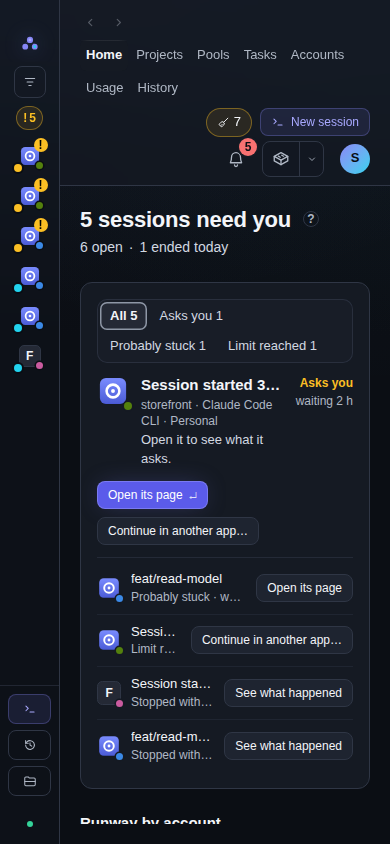 Home Projects Pools Tasks Accounts
Usage History
!5
7
New session
!
5
S
!
!
F
5 sessions need you ?
6 open · 1 ended today
All 5 Asks you 1
Probably stuck 1 Limit reached 1
Session started 3… Asks you
storefront · Claude Code waiting 2 h
CLI · Personal
Open it to see what it
asks.
Open its page
Continue in another app…
feat/read-model
Probably stuck · w… Open its page
Sessi…
Limit r… Continue in another app…
F
Session sta…
Stopped with… See what happened
feat/read-m…
Stopped with… See what happened
Runway by account